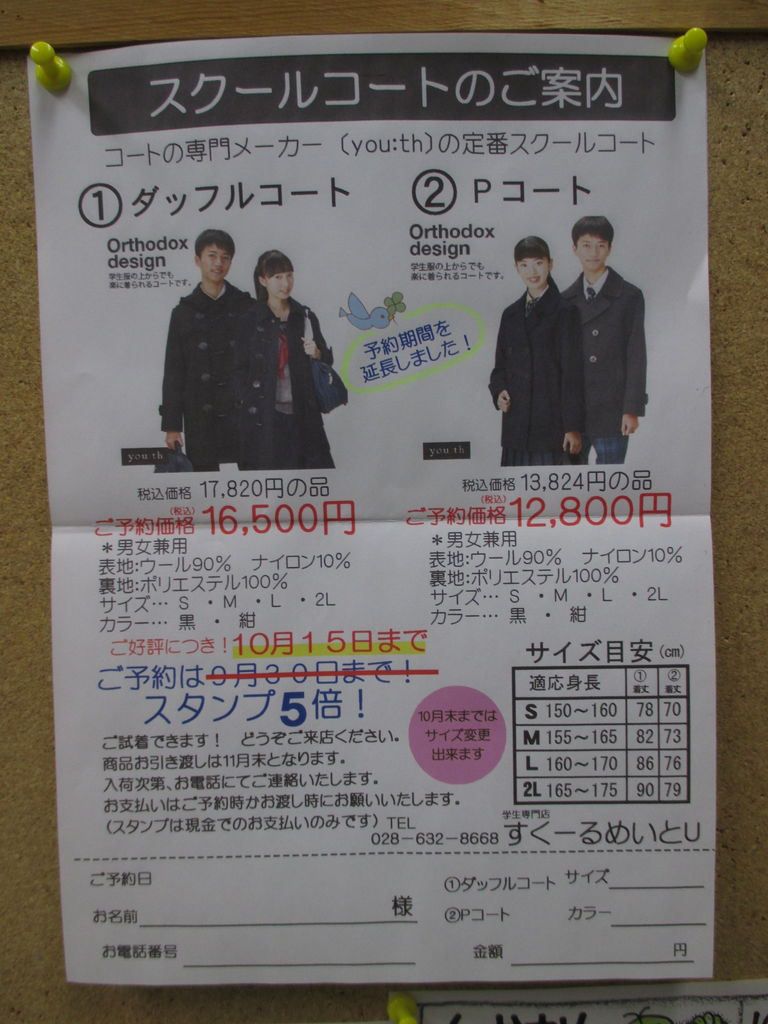 スクールコートのご案内
コートの専門メーカー（you:th)の定番スクールコート
①ダッフルコート
②Pコート
Orthodox
design
学生服の上からでも
楽に着られるコートです。
Orthodox
design
学生服の上からでも
楽に着られるコートです。
予約期間を
延長しました！
you:th
you:th
税込価格 17,820円の品
(税込)
ご予約価格 16,500円
＊男女兼用
表地:ウール90%　ナイロン10%
裏地:ポリエステル100%
サイズ… S ・M ・L ・2L
カラー… 黒 ・ 紺
税込価格 13,824円の品
(税込)
ご予約価格 12,800円
＊男女兼用
表地:ウール90%　ナイロン10%
裏地:ポリエステル100%
サイズ… S ・M ・L ・2L
カラー… 黒 ・ 紺
ご好評につき！10月15日まで
ご予約は9月30日まで！
スタンプ5倍！
10月末までは
サイズ変更
出来ます
サイズ目安(cm)
適応身長 ①着丈 ②着丈
S 150〜160 78 70
M 155〜165 82 73
L 160〜170 86 76
2L 165〜175 90 79
ご試着できます！　どうぞご来店ください。
商品お引き渡しは11月末となります。
入荷次第、お電話にてご連絡いたします。
お支払いはご予約時かお渡し時にお願いいたします。
(スタンプは現金でのお支払いのみです)
TEL
028-632-8668
学生専門店
すくーるめいとU
ご予約日
お名前 様
お電話番号
①ダッフルコート サイズ
②Pコート カラー
金額 円